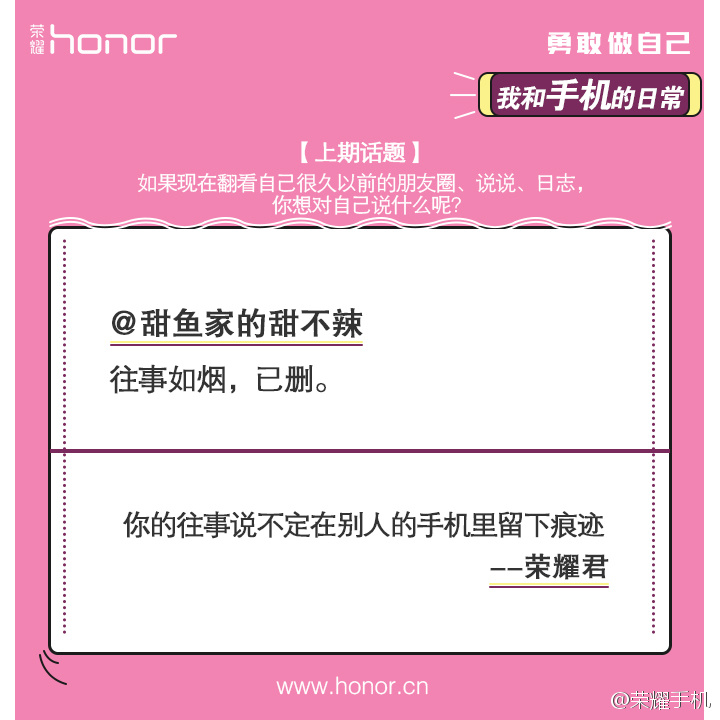 荣耀 honor
勇敢做自己
我和手机的日常
【上期话题】
如果现在翻看自己很久以前的朋友圈、说说、日志，
你想对自己说什么呢？
@甜鱼家的甜不辣
往事如烟，已删。
你的往事说不定在别人的手机里留下痕迹
--荣耀君
www.honor.cn
@荣耀手机